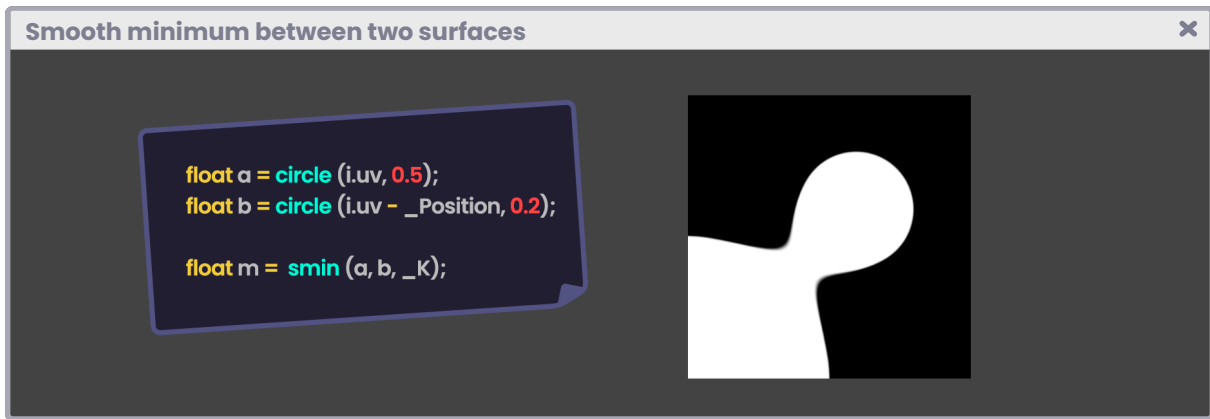 Smooth minimum between two surfaces
float a = circle (i.uv, 0.5);
float b = circle (i.uv - _Position, 0.2);
float m = smin (a, b, _K);